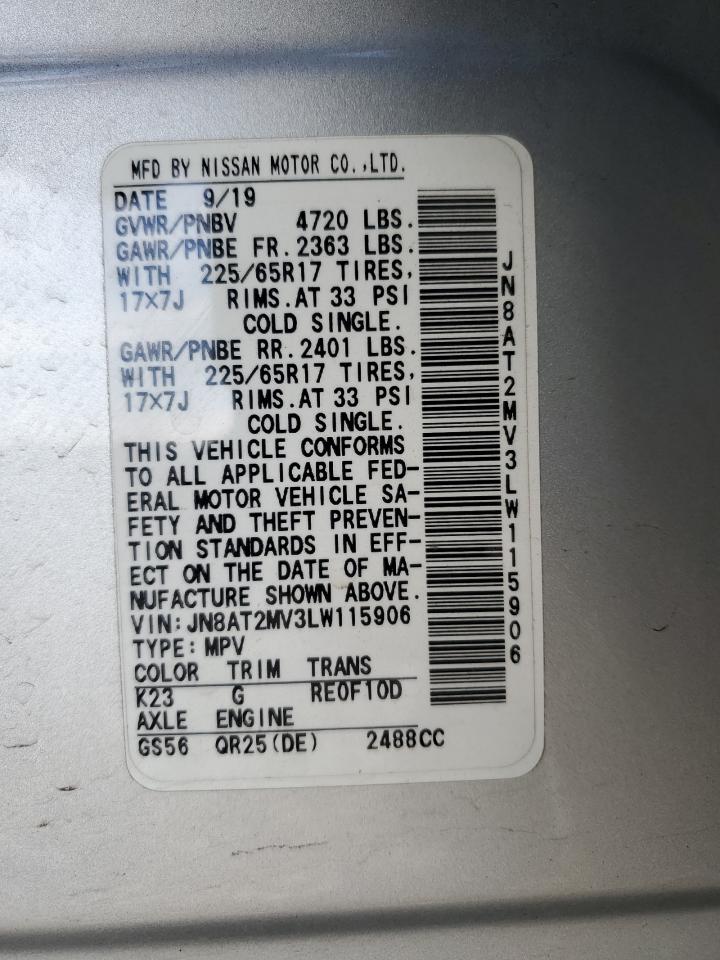 MFD BY NISSAN MOTOR CO.,LTD.
DATE 9/19
GVWR/PNBV 4720 LBS.
GAWR/PNBE FR. 2363 LBS.
WITH 225/65R17 TIRES,
17X7J RIMS. AT 33 PSI
COLD SINGLE.
GAWR/PNBE RR. 2401 LBS.
WITH 225/65R17 TIRES,
17X7J RIMS. AT 33 PSI
COLD SINGLE.
THIS VEHICLE CONFORMS
TO ALL APPLICABLE FED-
ERAL MOTOR VEHICLE SA-
FETY AND THEFT PREVEN-
TION STANDARDS IN EFF-
ECT ON THE DATE OF MA-
NUFACTURE SHOWN ABOVE.
VIN: JN8AT2MV3LW115906
TYPE: MPV
COLOR TRIM TRANS
K23 G RE0F10D
AXLE ENGINE
GS56 QR25(DE) 2488CC
JN8AT2MV3LW115906